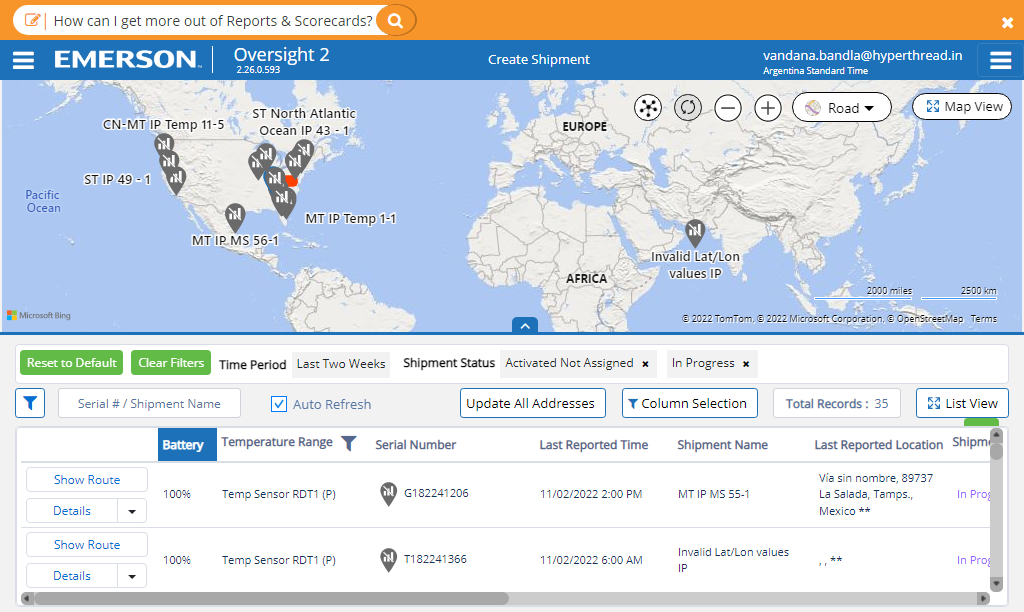 How can I get more out of Reports & Scorecards?
EMERSON
Oversight 2
2.26.0.593
Create Shipment
vandana.bandla@hyperthread.in
Argentina Standard Time
CN-MT IP Temp 11-5
ST North Atlantic
Ocean IP 43 - 1
EUROPE
Road
Map View
ST IP 49 - 1
Pacific
Ocean
MT IP Temp 1-1
MT IP MS 56-1
Invalid Lat/Lon
values IP
AFRICA
2000 miles
2500 km
Microsoft Bing
© 2022 TomTom, © 2022 Microsoft Corporation, © OpenStreetMap Terms
Reset to Default
Clear Filters
Time Period
Last Two Weeks
Shipment Status
Activated Not Assigned ×
In Progress ×
Serial # / Shipment Name
Auto Refresh
Update All Addresses
Column Selection
Total Records : 35
List View
Battery
Temperature Range
Serial Number
Last Reported Time
Shipment Name
Last Reported Location
Shipme
Show Route
Details
100%
Temp Sensor RDT1 (P)
G182241206
11/02/2022 2:00 PM
MT IP MS 55-1
Vía sin nombre, 89737
La Salada, Tamps.,
Mexico **
In Prog
Show Route
Details
100%
Temp Sensor RDT1 (P)
T182241366
11/02/2022 6:00 AM
Invalid Lat/Lon values
IP
, , **
In Prog